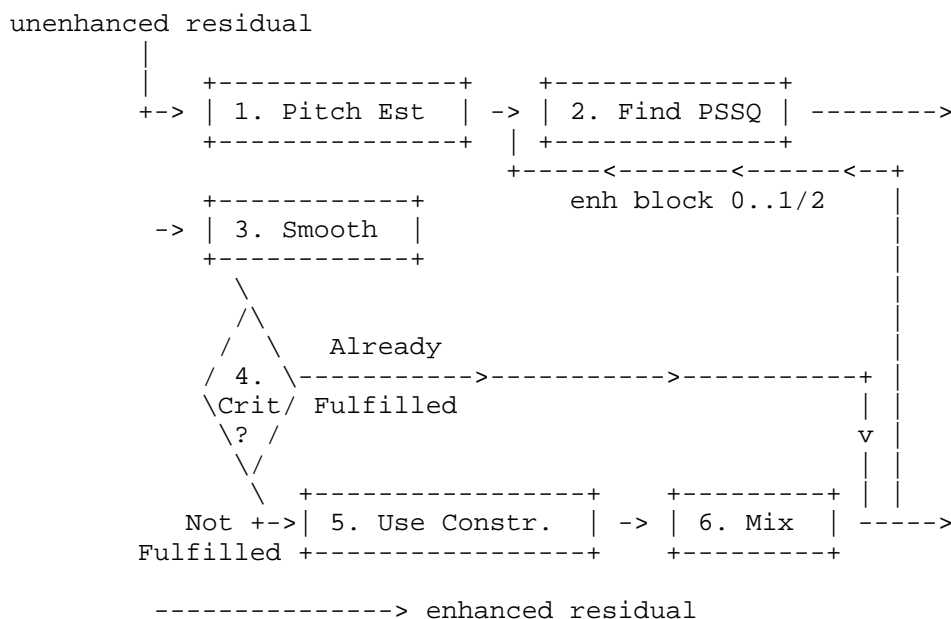 unenhanced residual
1. Pitch Est -> 2. Find PSSQ -------->
enh block 0..1/2
-> 3. Smooth
Already
4.
Crit Fulfilled
?
v
Not +-> 5. Use Constr. -> 6. Mix ----->
Fulfilled
---------------> enhanced residual